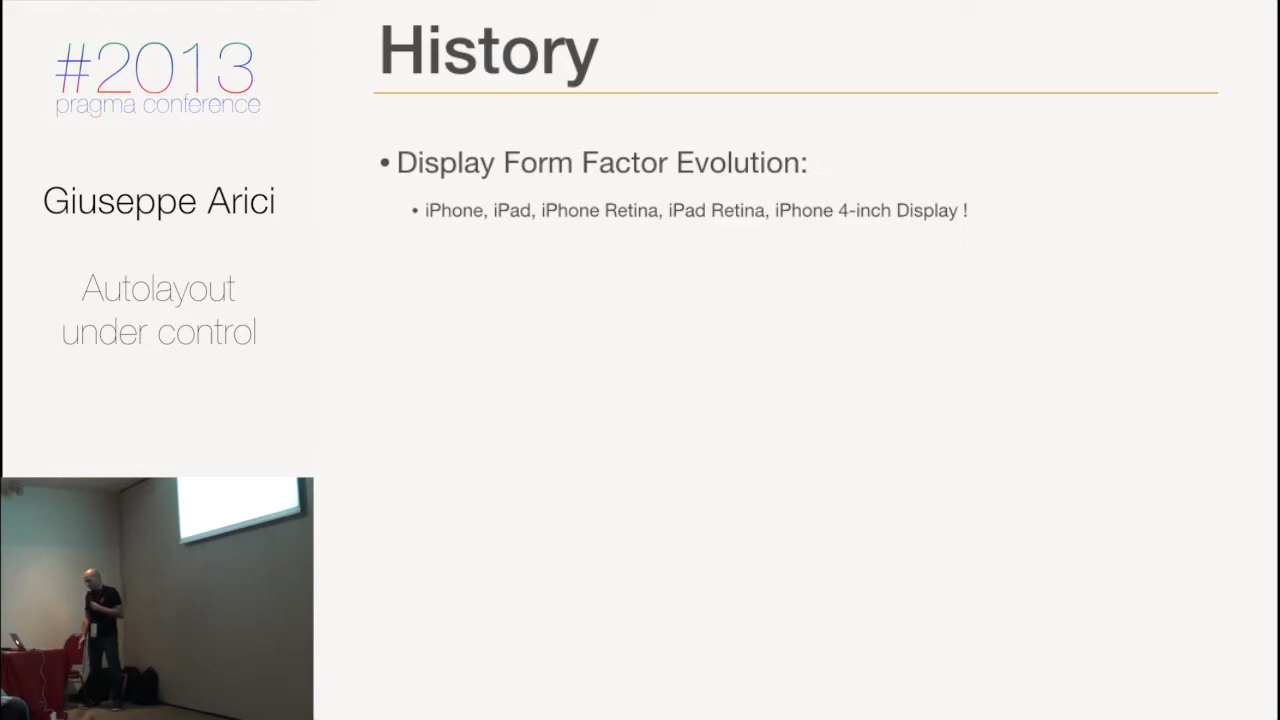 #2013
pragma conference
Giuseppe Arici
Autolayout
under control
History
• Display Form Factor Evolution:
• iPhone, iPad, iPhone Retina, iPad Retina, iPhone 4-inch Display !